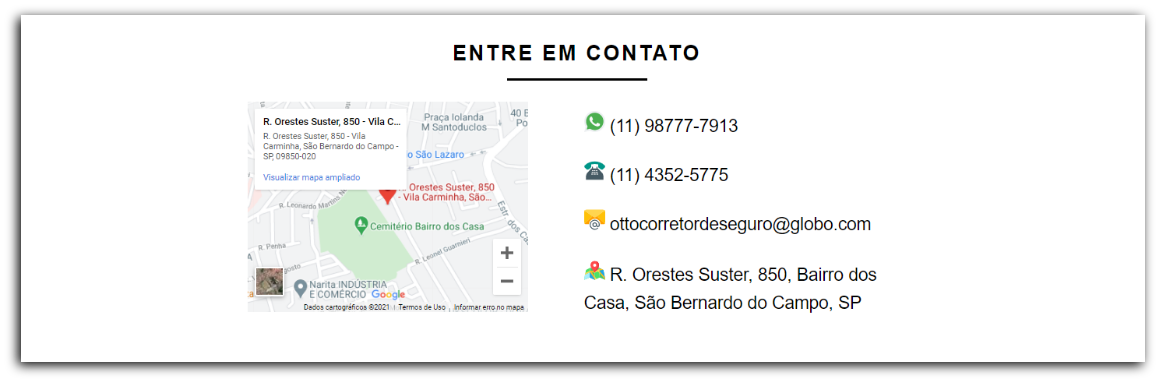 ENTRE EM CONTATO
R. Orestes Suster, 850 - Vila C...
R. Orestes Suster, 850 - Vila
Carminha, São Bernardo do Campo -
SP, 09850-020
Visualizar mapa ampliado
Praça Iolanda
M Santoduclos
40 E
Po
o São Lazaro
Orestes Suster, 850
- Vila Carminha, São...
R. Leonardo Martins N
Cemitério Bairro dos Casa
Estr. dos Ca
R. Leonel Guarnieri
R. Penha
gosto
Narita INDÚSTRIA
E COMÉRCIO
Google
+
−
Dados cartográficos ©2021
Termos de Uso
Informar erro no mapa
(11) 98777-7913
(11) 4352-5775
ottocorretordeseguro@globo.com
R. Orestes Suster, 850, Bairro dos
Casa, São Bernardo do Campo, SP